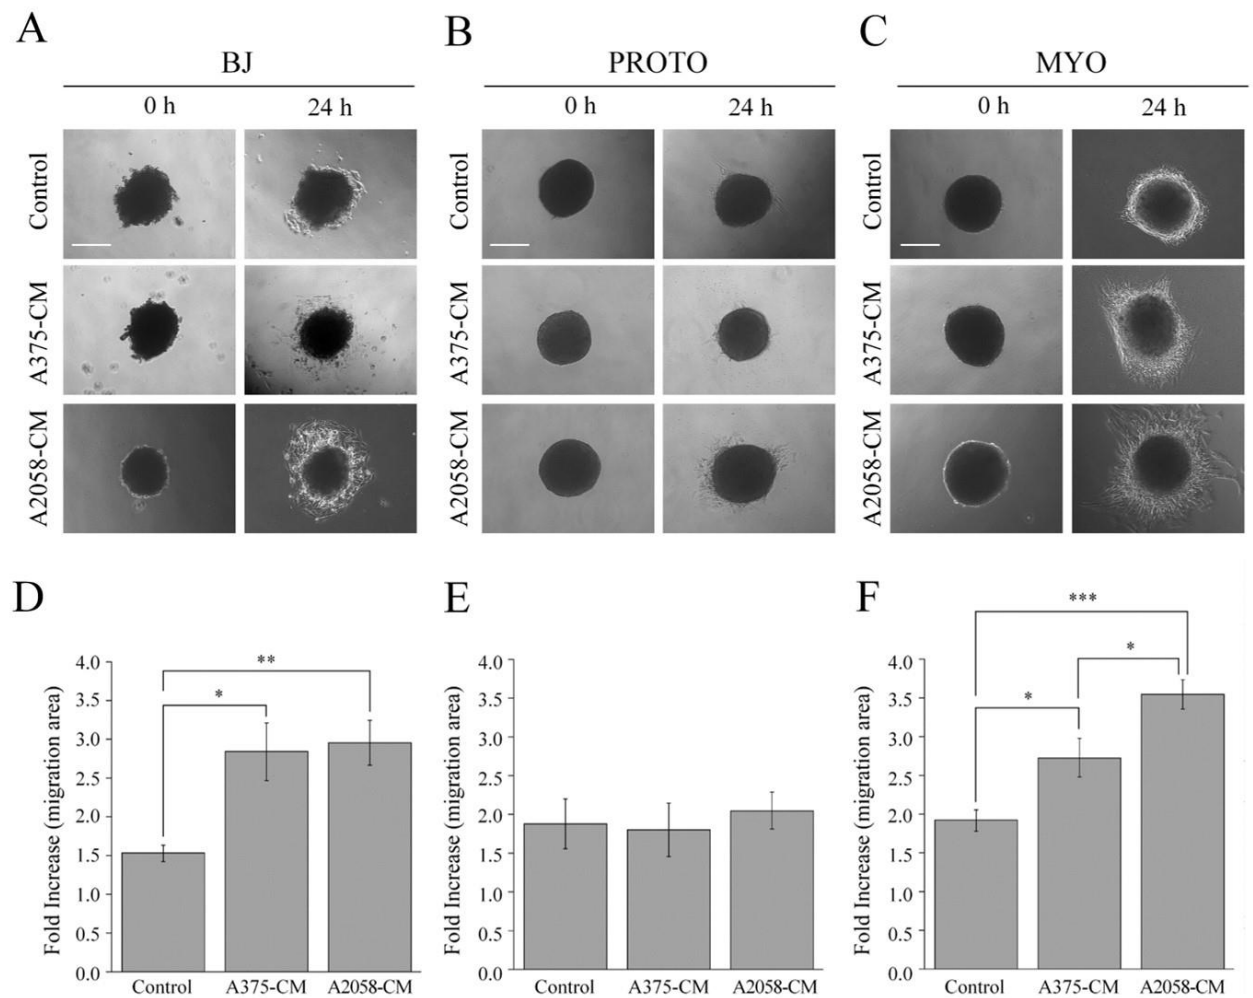 A
B
C
BJ
PROTO
MYO
0 h
24 h
0 h
24 h
0 h
24 h
Control
Control
Control
A375-CM
A375-CM
A375-CM
A2058-CM
A2058-CM
A2058-CM
D
E
F
Fold Increase (migration area)
4.0
3.5
3.0
2.5
2.0
1.5
1.0
0.5
0.0
*
**
Control
A375-CM
A2058-CM
Fold Increase (migration area)
4.0
3.5
3.0
2.5
2.0
1.5
1.0
0.5
0.0
Control
A375-CM
A2058-CM
Fold Increase (migration area)
4.0
3.5
3.0
2.5
2.0
1.5
1.0
0.5
0.0
***
*
*
Control
A375-CM
A2058-CM